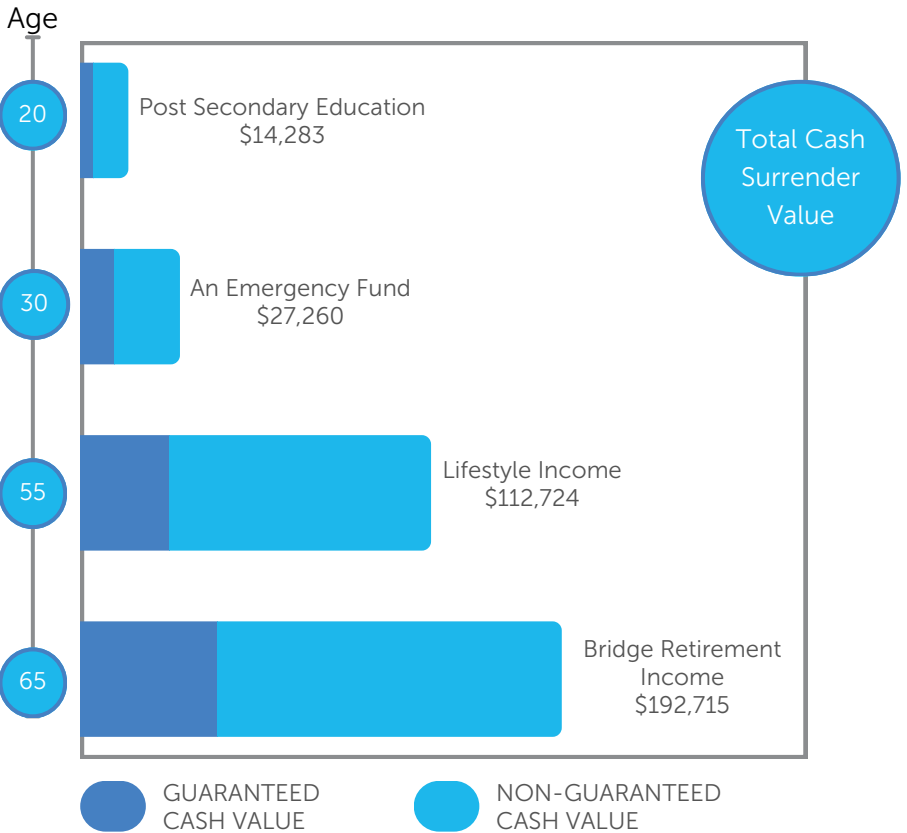 Age
20
Post Secondary Education
$14,283
Total Cash
Surrender
Value
30
An Emergency Fund
$27,260
55
Lifestyle Income
$112,724
65
Bridge Retirement
Income
$192,715
GUARANTEED
CASH VALUE
NON-GUARANTEED
CASH VALUE